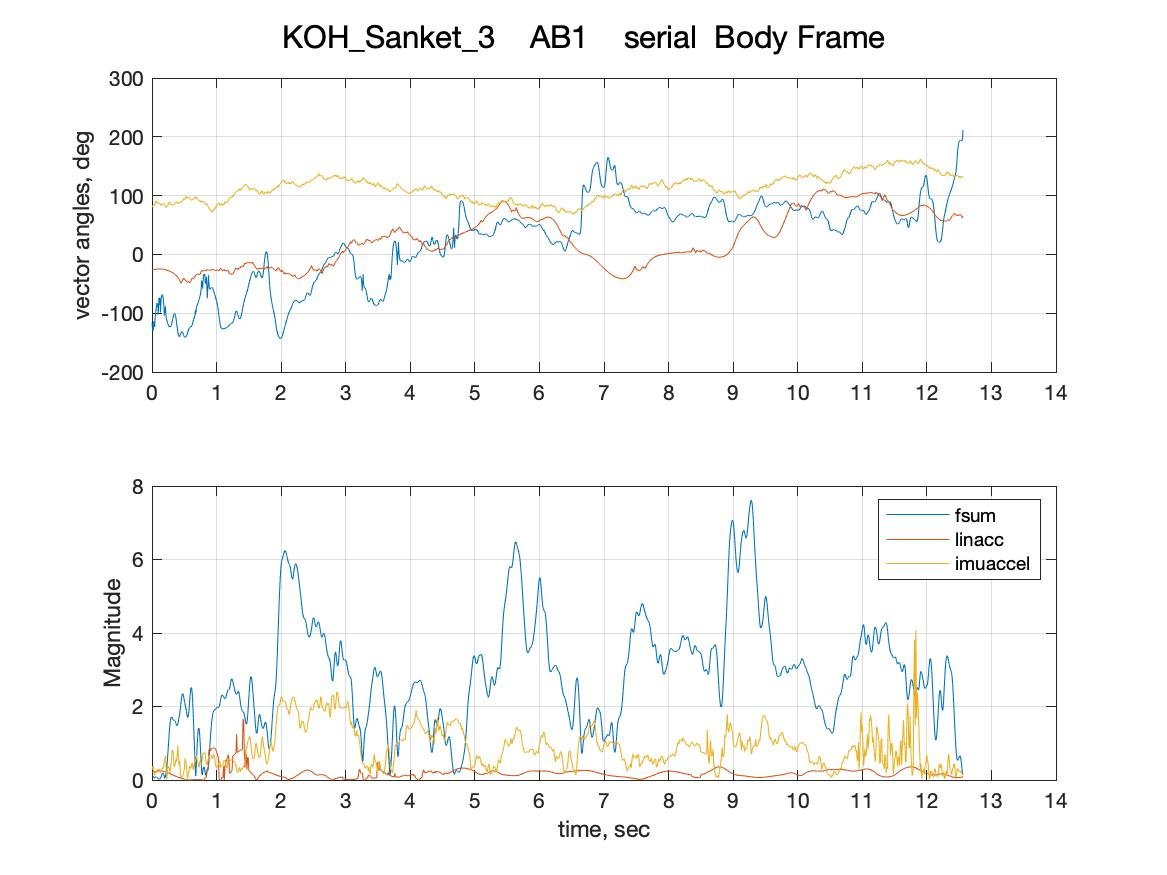 KOH_Sanket_3 AB1 serial Body Frame
300
200
100
0
-100
-200
vector angles, deg
0 1 2 3 4 5 6 7 8 9 10 11 12 13 14
8
6
4
2
0
Magnitude
fsum
linacc
imuaccel
0 1 2 3 4 5 6 7 8 9 10 11 12 13 14
time, sec